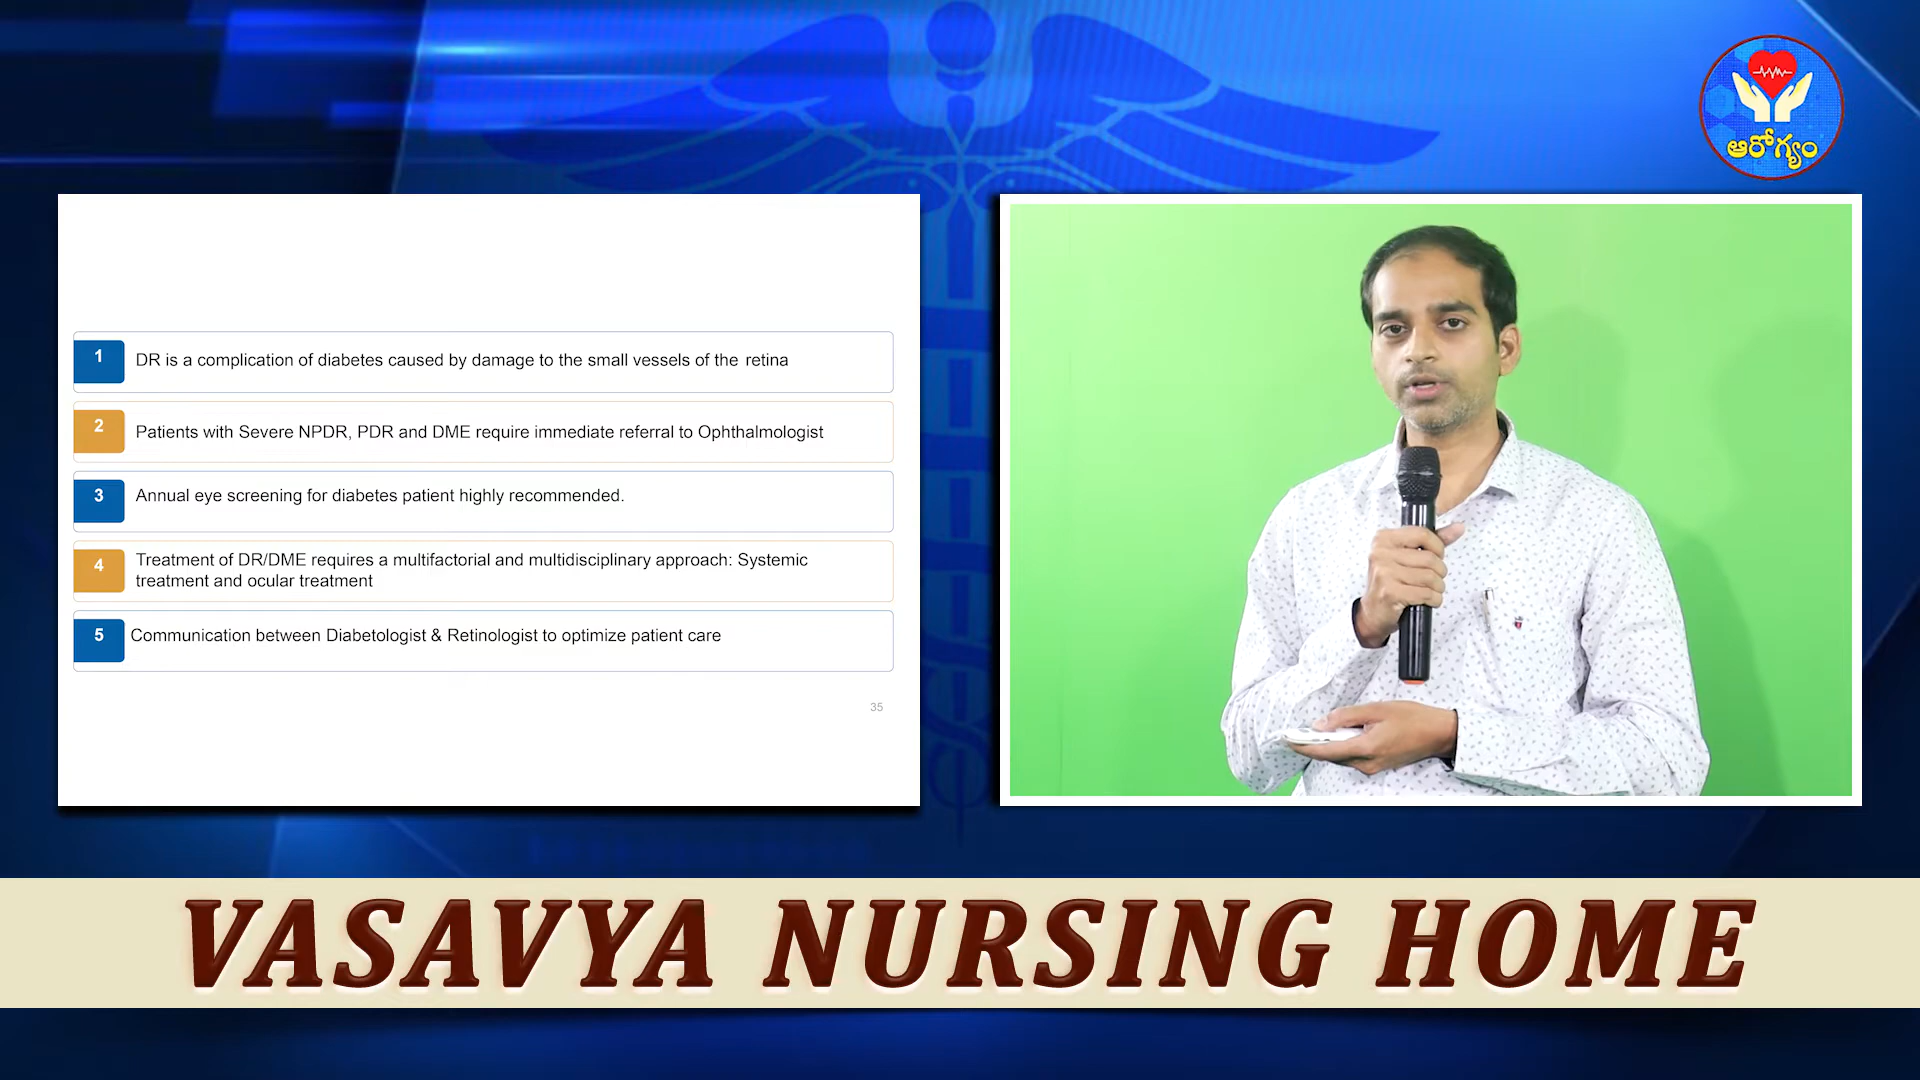 ఆరోగ్యం
1
DR is a complication of diabetes caused by damage to the small vessels of the retina
2
Patients with Severe NPDR, PDR and DME require immediate referral to Ophthalmologist
3
Annual eye screening for diabetes patient highly recommended.
4
Treatment of DR/DME requires a multifactorial and multidisciplinary approach: Systemic
treatment and ocular treatment
5
Communication between Diabetologist & Retinologist to optimize patient care
35
VASAVYA NURSING HOME